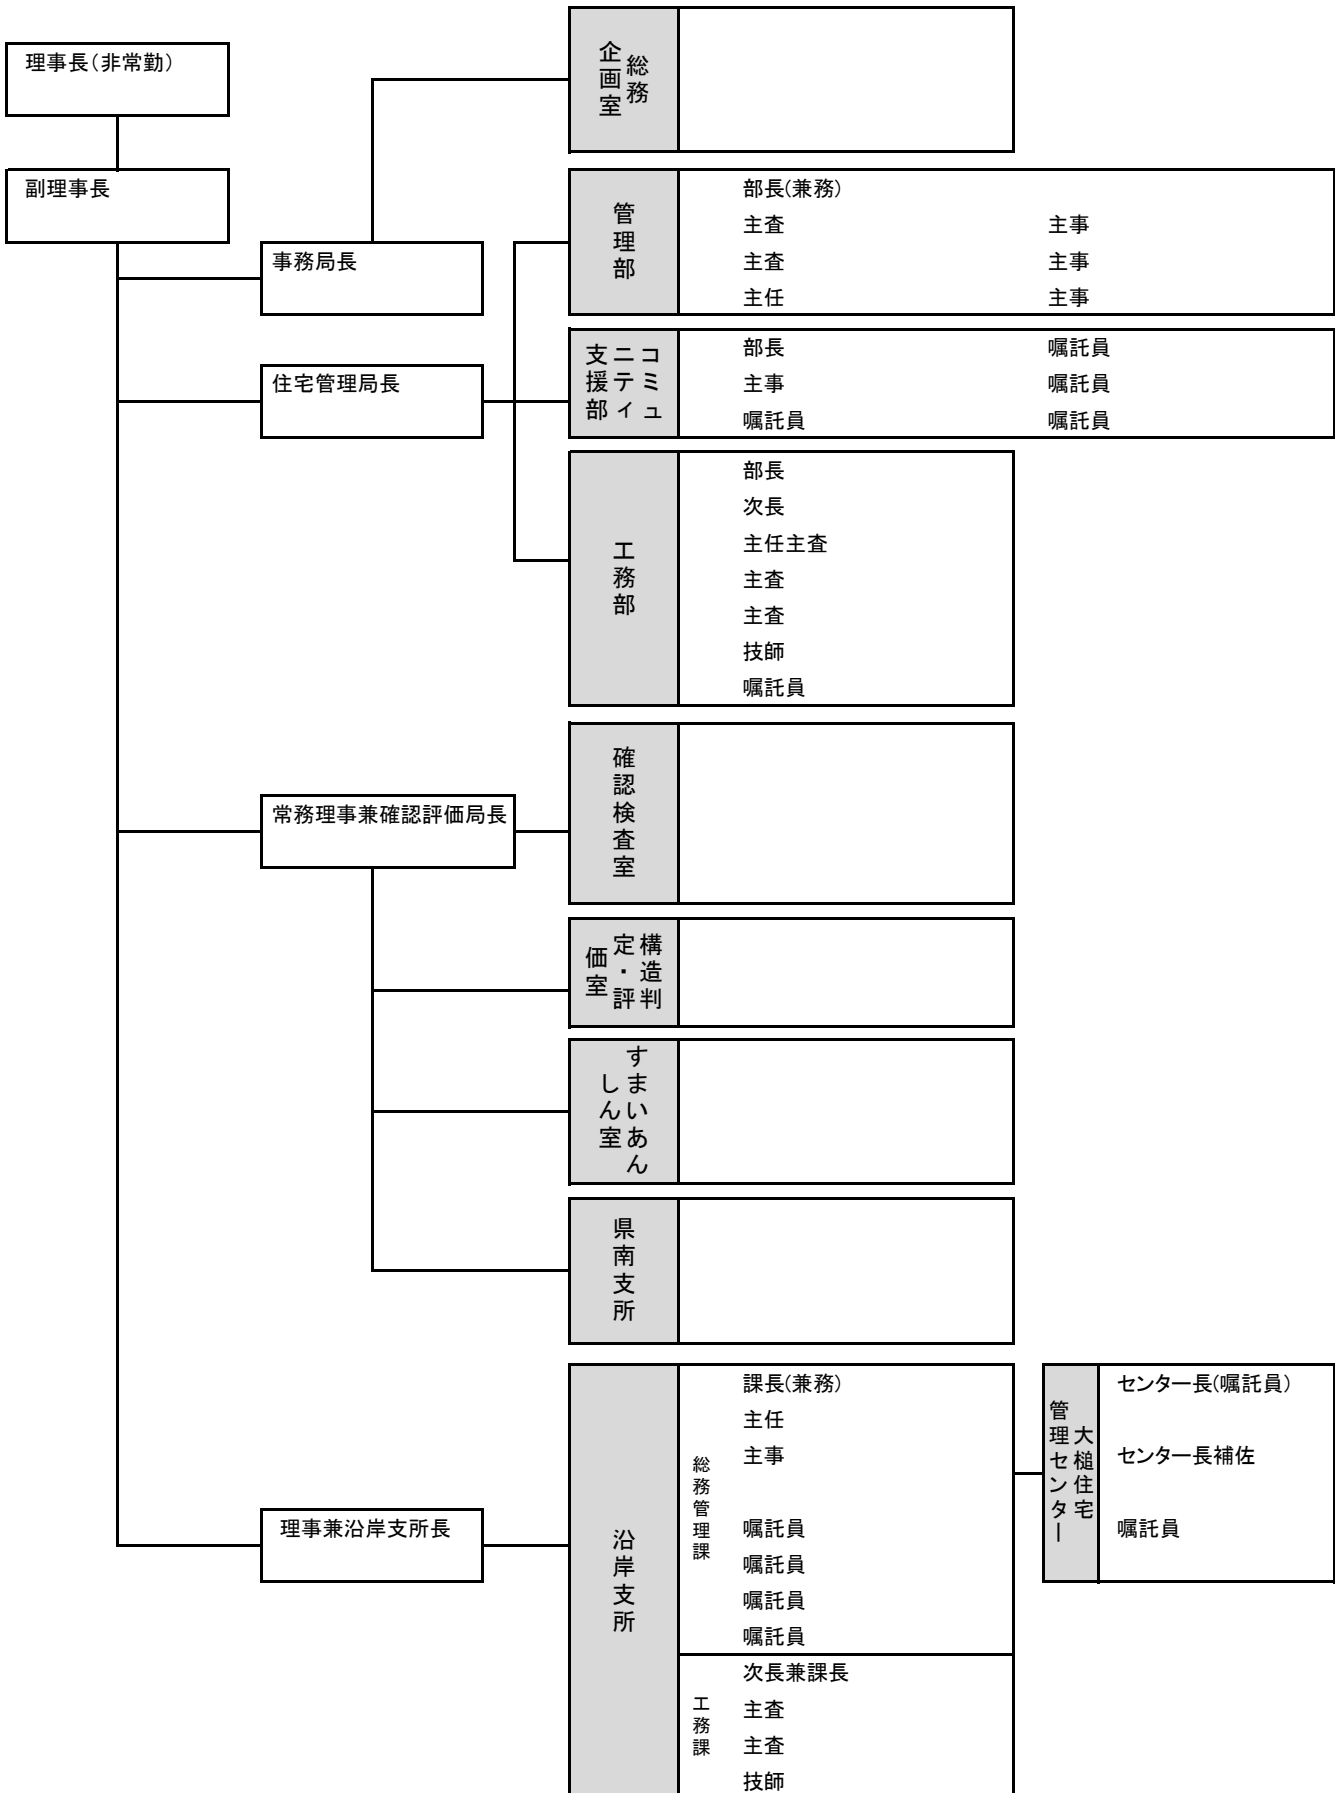 理事長（非常勤）
副理事長
事務局長
総務
企画室
住宅管理局長
管理部
部長(兼務)
主査 主事
主査 主事
主任 主事
コミュ
ニティ
支援部
部長 嘱託員
主事 嘱託員
嘱託員 嘱託員
工務部
部長
次長
主任主査
主査
主査
技師
嘱託員
常務理事兼確認評価局長
確認検査室
構造判
定・評
価室
すまいあん
しん室
県南支所
理事兼沿岸支所長
沿岸支所
総務管理課
課長(兼務)
主任
主事
嘱託員
嘱託員
嘱託員
嘱託員
工務課
次長兼課長
主査
主査
技師
大槌住宅
管理センター
センター長(嘱託員)
センター長補佐
嘱託員